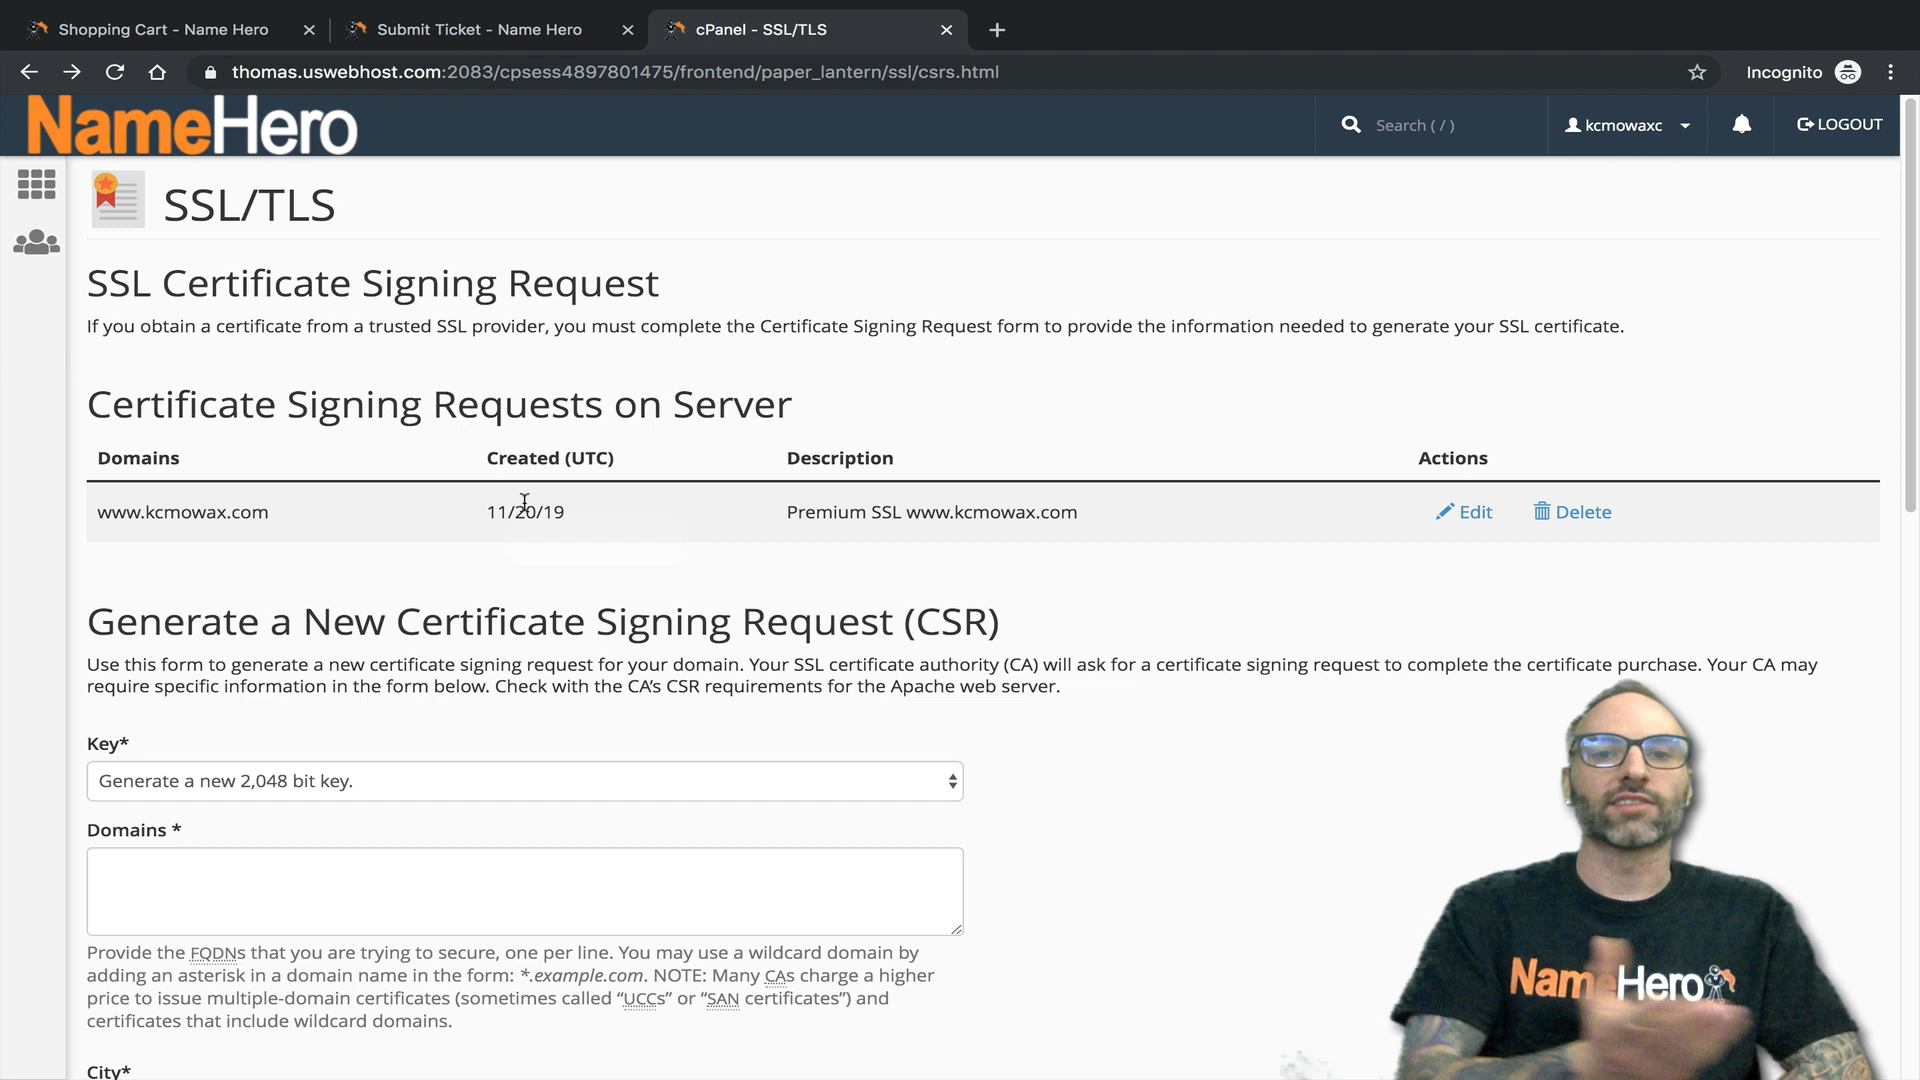 Shopping Cart - Name Hero
Submit Ticket - Name Hero
cPanel - SSL/TLS
thomas.uswebhost.com:2083/cpsess4897801475/frontend/paper_lantern/ssl/csrs.html
Incognito
NameHero
Search ( / )
kcmowaxc
LOGOUT
SSL/TLS
SSL Certificate Signing Request
If you obtain a certificate from a trusted SSL provider, you must complete the Certificate Signing Request form to provide the information needed to generate your SSL certificate.
Certificate Signing Requests on Server
Domains Created (UTC) Description Actions
www.kcmowax.com 11/20/19 Premium SSL www.kcmowax.com Edit Delete
Generate a New Certificate Signing Request (CSR)
Use this form to generate a new certificate signing request for your domain. Your SSL certificate authority (CA) will ask for a certificate signing request to complete the certificate purchase. Your CA may
require specific information in the form below. Check with the CA’s CSR requirements for the Apache web server.
Key*
Generate a new 2,048 bit key.
Domains *
Provide the FQDNs that you are trying to secure, one per line. You may use a wildcard domain by
adding an asterisk in a domain name in the form: *.example.com. NOTE: Many CAs charge a higher
price to issue multiple-domain certificates (sometimes called “UCCs” or “SAN certificates”) and
certificates that include wildcard domains.
City*
NameHero